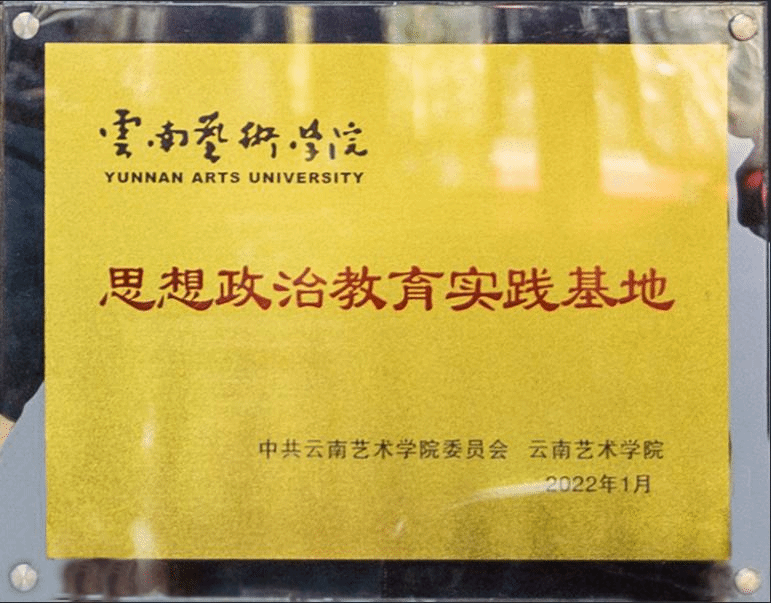 雲南藝術学院
YUNNAN ARTS UNIVERSITY
思想政治教育实践基地
中共云南艺术学院委员会 云南艺术学院
2022年1月